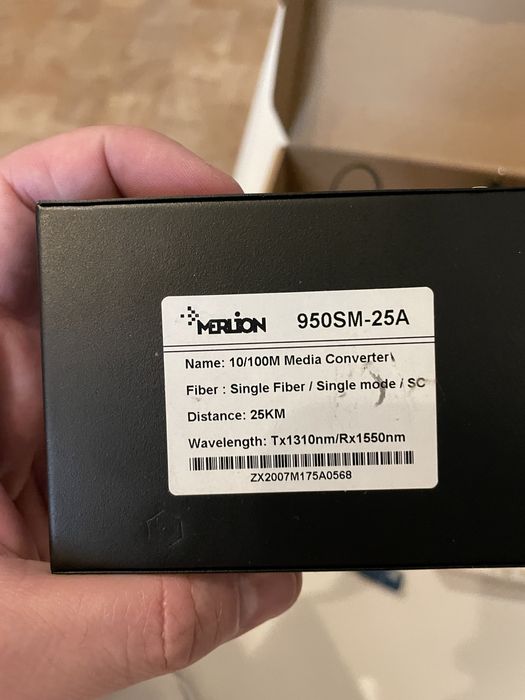 MERLION 950SM-25A
Name: 10/100M Media Converter
Fiber : Single Fiber / Single mode / SC
Distance: 25KM
Wavelength: Tx1310nm/Rx1550nm
ZX2007M175A0568